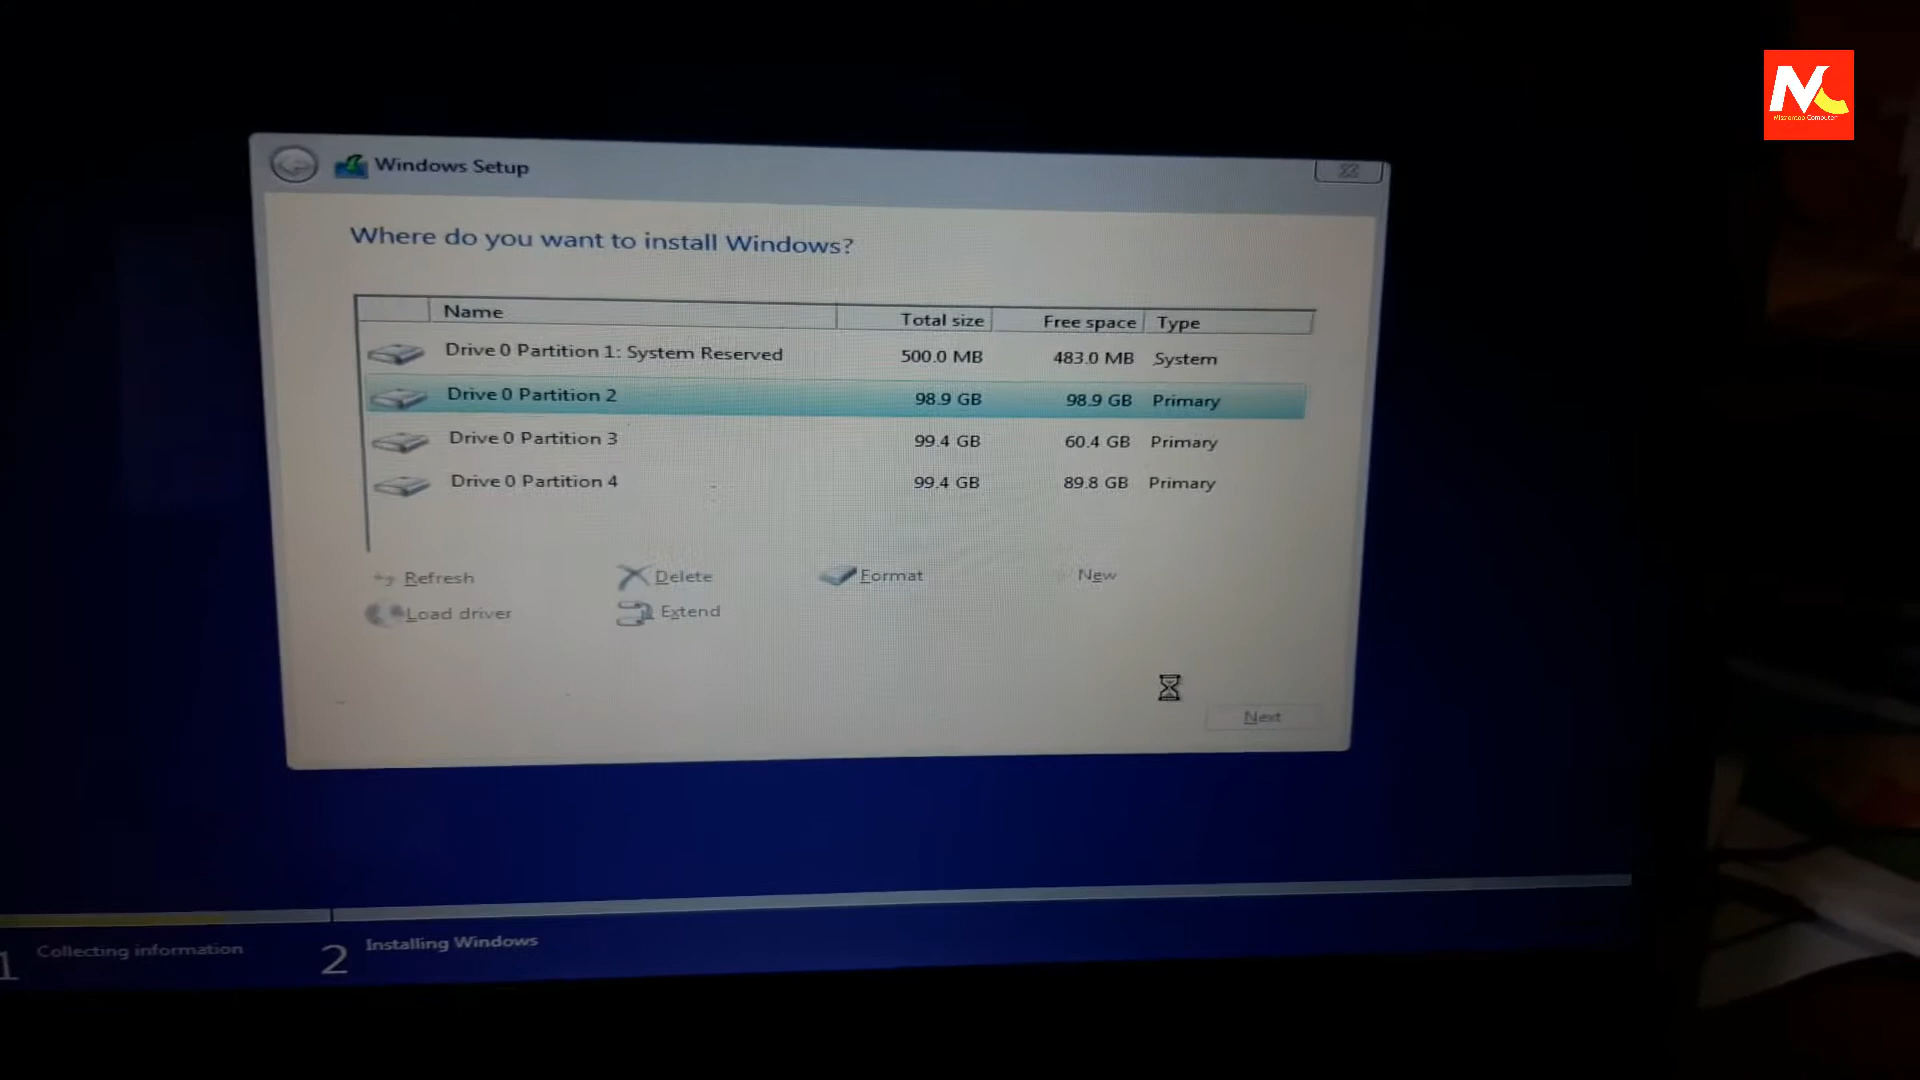 Windows Setup
Where do you want to install Windows?
Name Total size Free space Type
Drive 0 Partition 1: System Reserved 500.0 MB 483.0 MB System
Drive 0 Partition 2 98.9 GB 98.9 GB Primary
Drive 0 Partition 3 99.4 GB 60.4 GB Primary
Drive 0 Partition 4 99.4 GB 89.8 GB Primary
Refresh Delete Format New
Load driver Extend
Next
1 Collecting information 2 Installing Windows